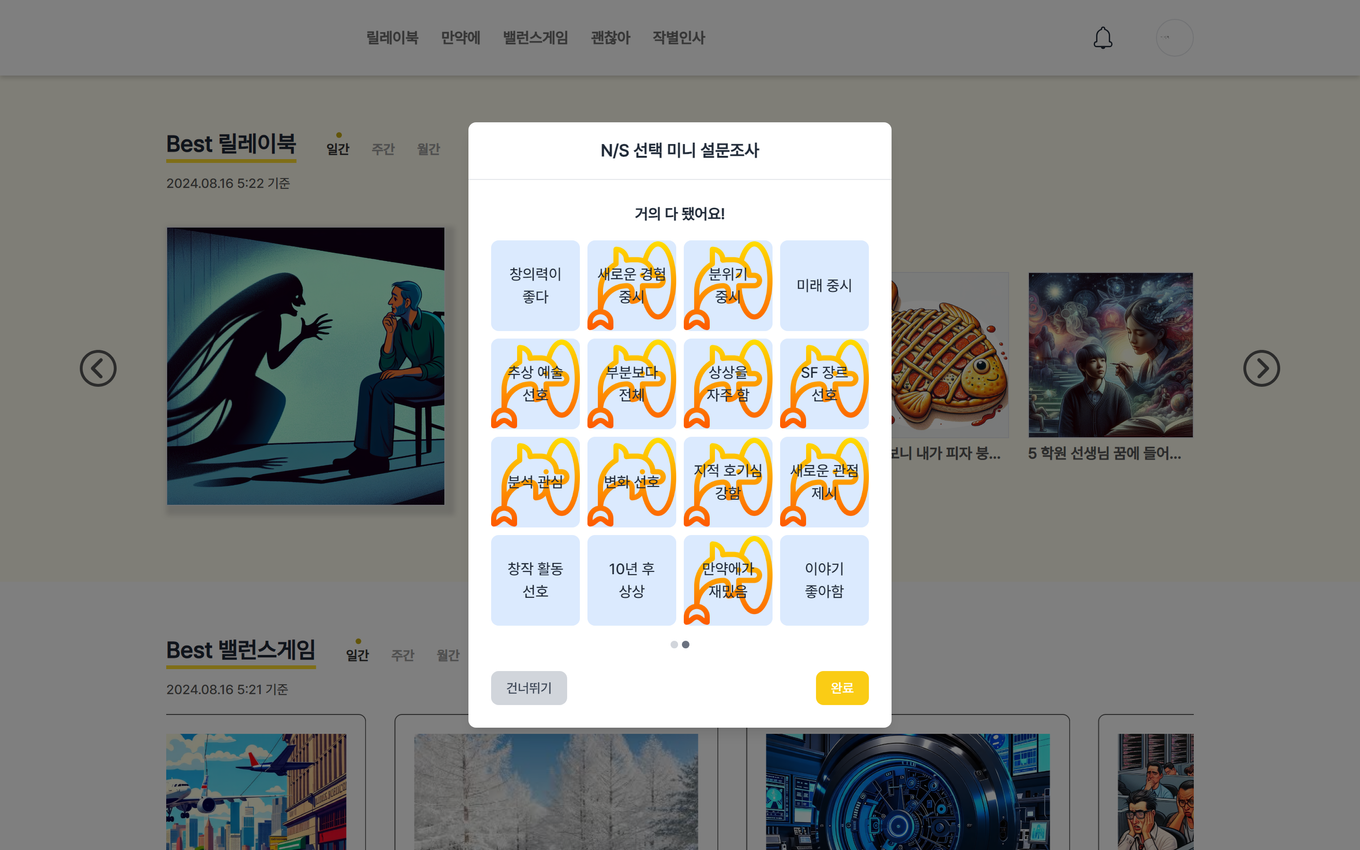 릴레이북 만약에 밸런스게임 괜찮아 작별인사
Best 릴레이북 일간 주간 월간
2024.08.16 5:22 기준
N/S 선택 미니 설문조사
거의 다 됐어요!
창의력이
좋다
새로운 경험
중시
분위기
중시
미래 중시
추상 예술
선호
부분보다
전체
상상을
자주 함
SF 장르
선호
분석 관심
변화 선호
지적 호기심
강함
새로운 관점
제시
창작 활동
선호
10년 후
상상
만약에가
재밌음
이야기
좋아함
건너뛰기
완료
보니 내가 피자 붕...
5 학원 선생님 꿈에 들어...
Best 밸런스게임 일간 주간 월간
2024.08.16 5:21 기준